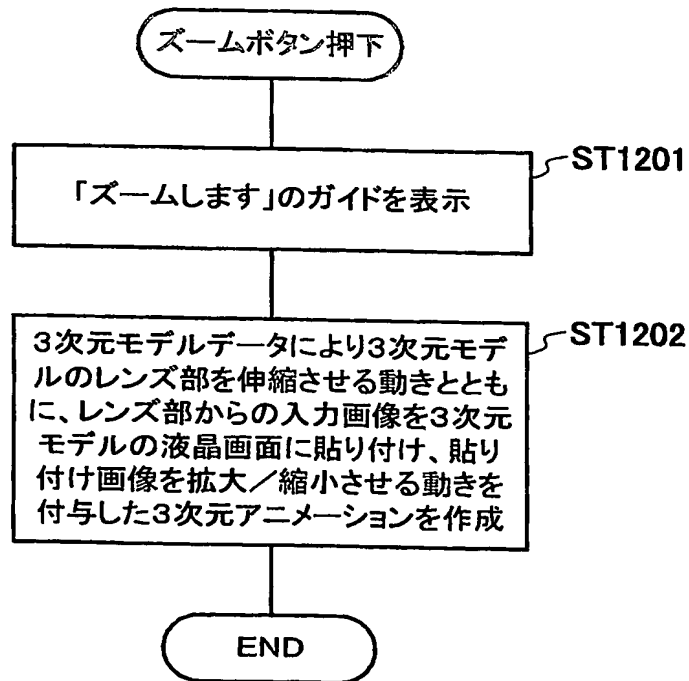 ズームボタン押下
ST1201
「ズームします」のガイドを表示
ST1202
3次元モデルデータにより3次元モデ
ルのレンズ部を伸縮させる動きととも
に、レンズ部からの入力画像を3次元
モデルの液晶画面に貼り付け、貼り
付け画像を拡大／縮小させる動きを
付与した3次元アニメーションを作成
END